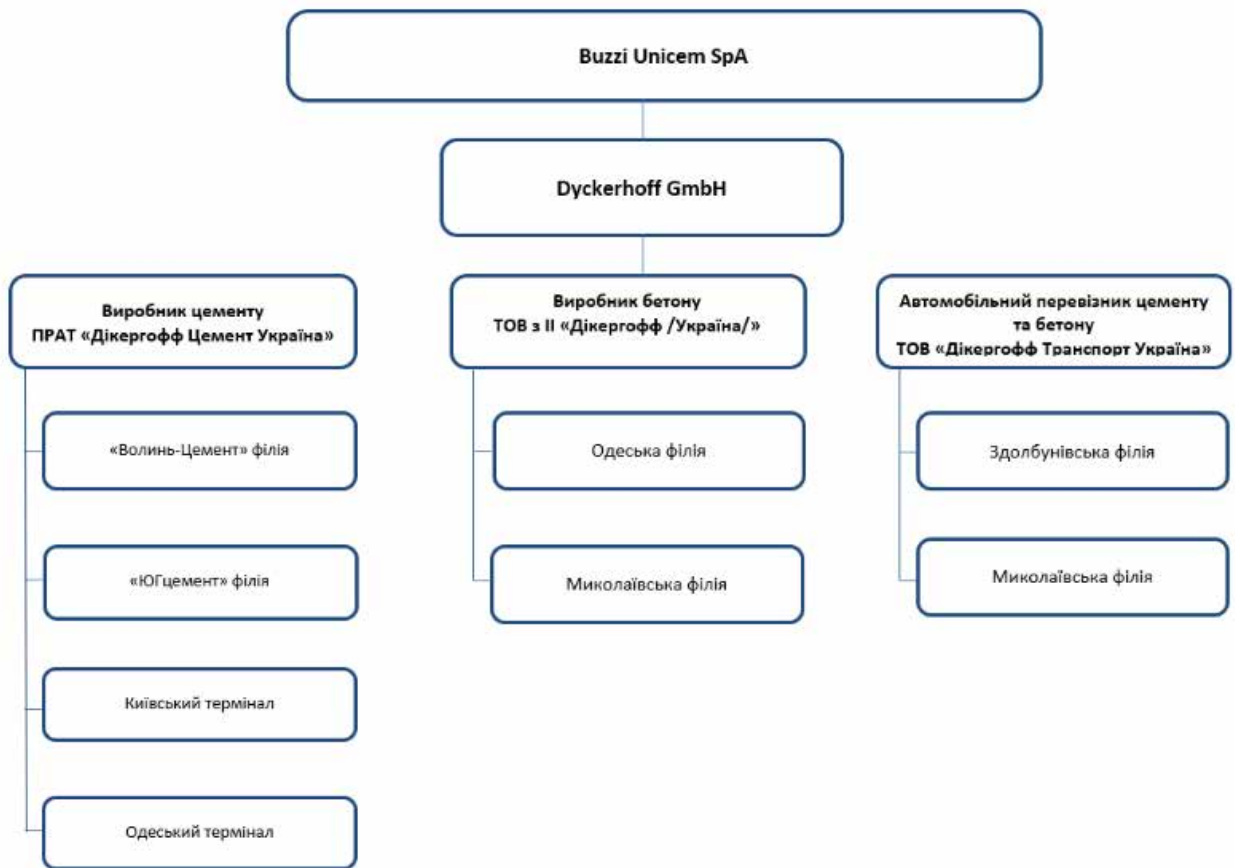 Buzzi Unicem SpA
Dyckerhoff GmbH
Виробник цементу
ПРАТ «Дікергофф Цемент Україна»
«Волинь-Цемент» філія
«ЮГцемент» філія
Київський термінал
Одеський термінал
Виробник бетону
ТОВ з ІІ «Дікергофф /Україна/»
Одеська філія
Миколаївська філія
Автомобільний перевізник цементу
та бетону
ТОВ «Дікергофф Транспорт Україна»
Здолбунівська філія
Миколаївська філія